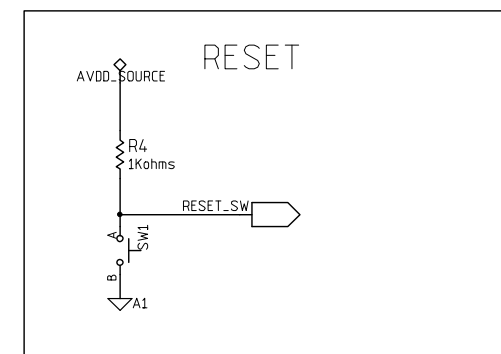 RESET
AVDD_SOURCE
R4
1Kohms
RESET_SW
A
SW1
B
A1